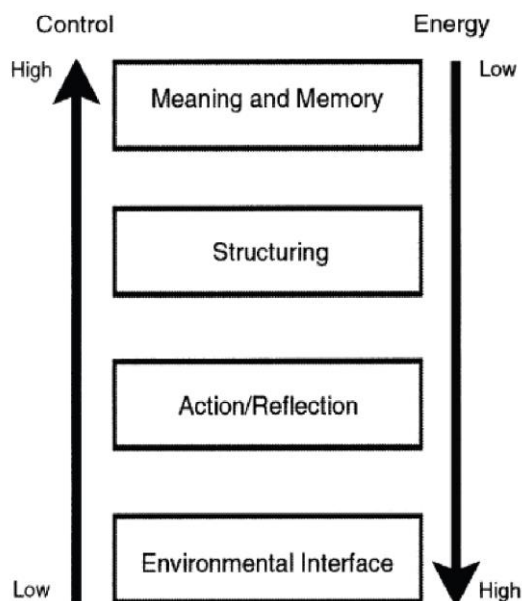 Control Energy
High Low
Meaning and Memory
Structuring
Action/Reflection
Environmental Interface
Low High